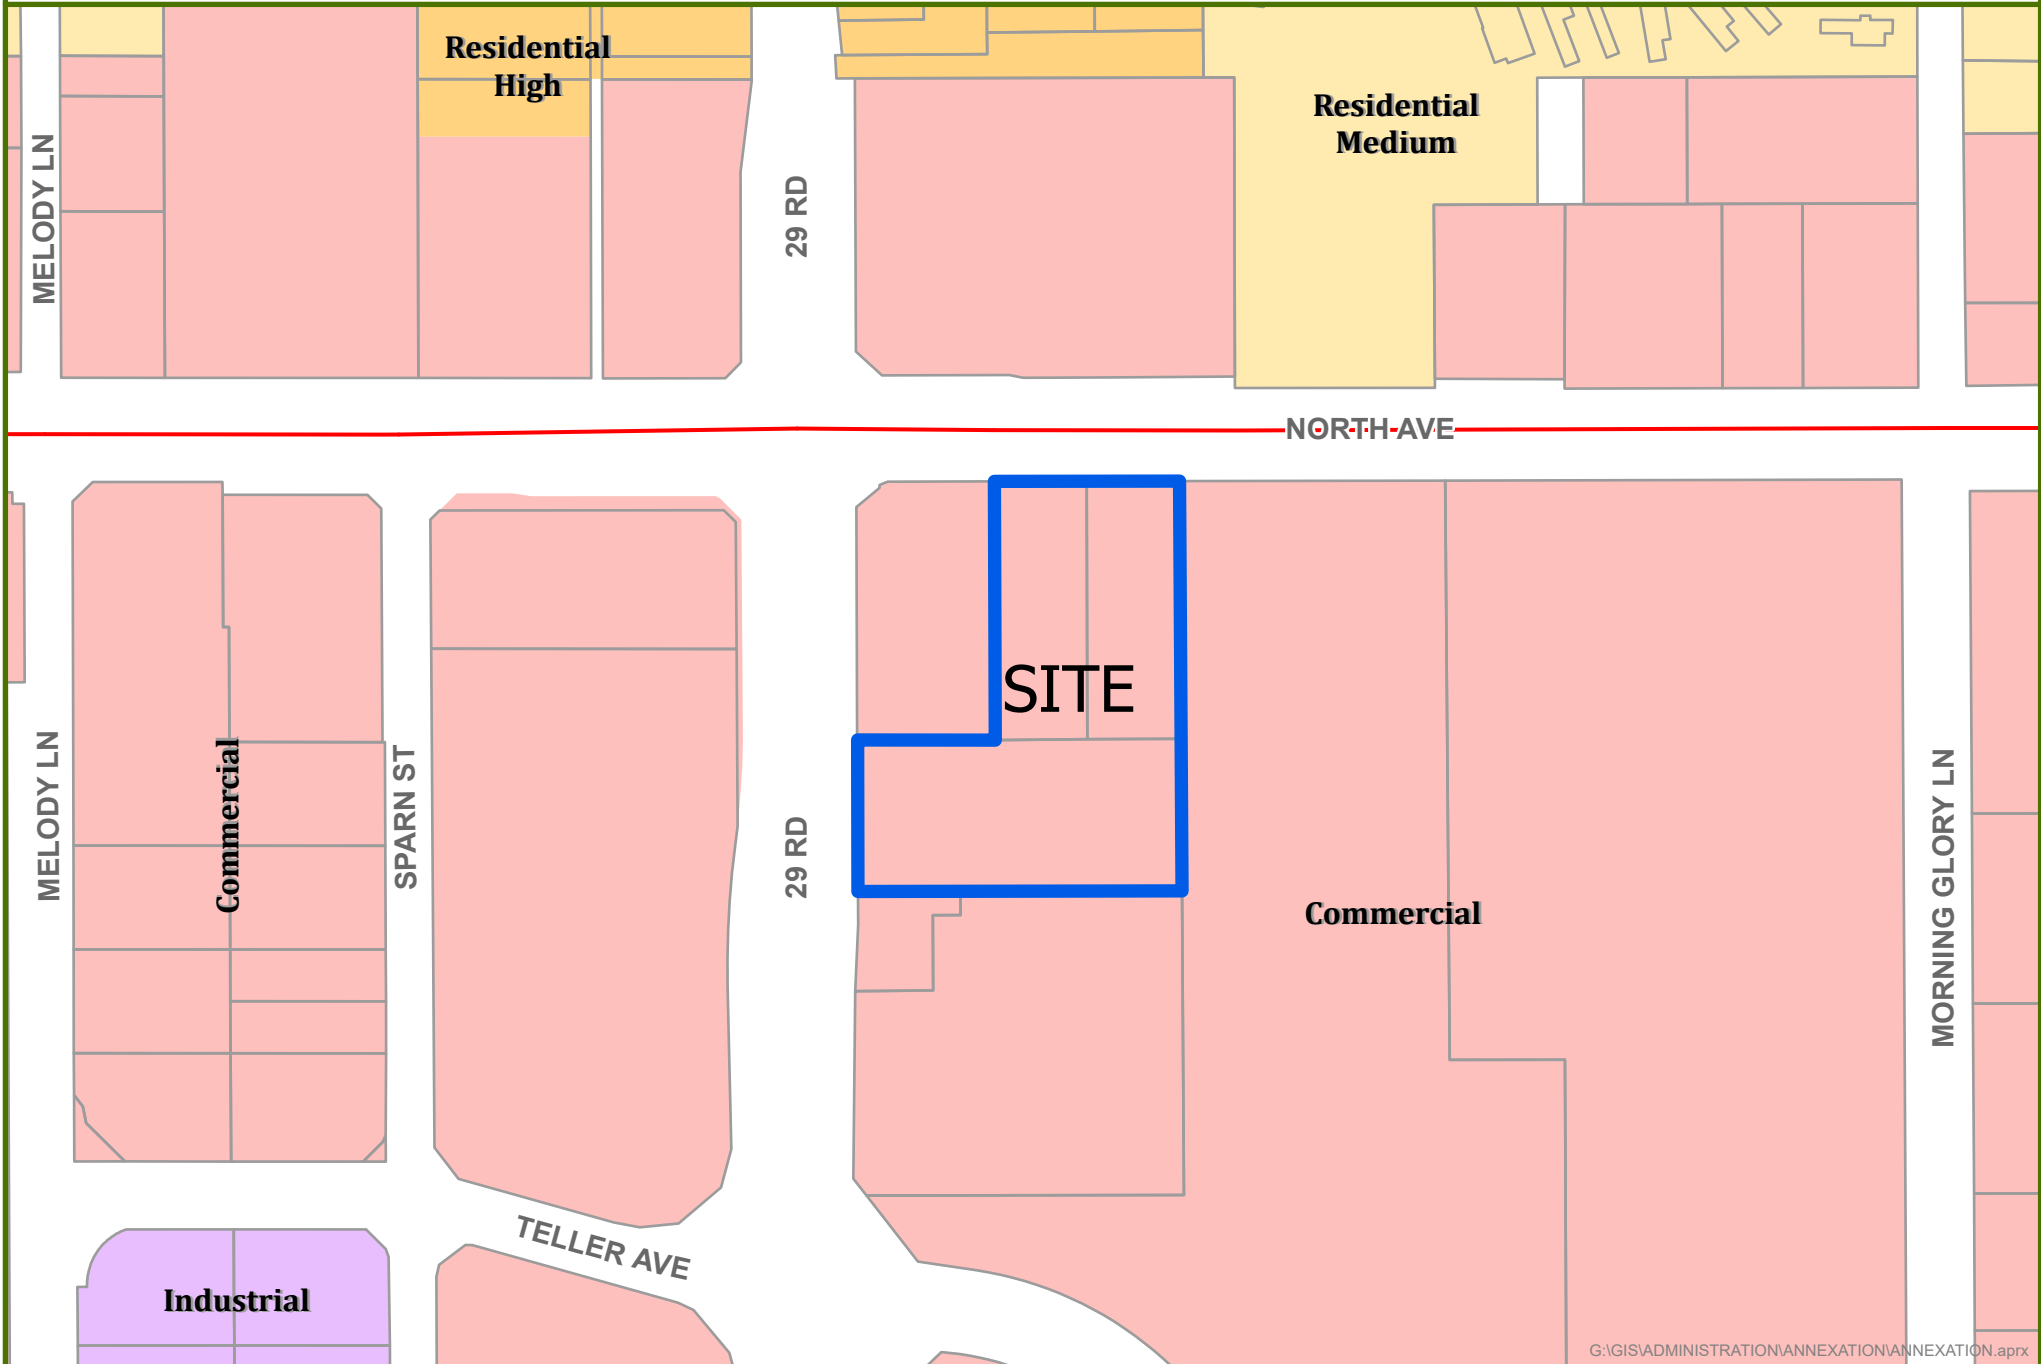 Residential
High
Residential
Medium
MELODY LN
29 RD
NORTH AVE
SITE
MELODY LN
Commercial
SPARN ST
29 RD
Commercial
MORNING GLORY LN
TELLER AVE
Industrial
G:\GIS\ADMINISTRATION\ANNEXATION\ANNEXATION.aprx